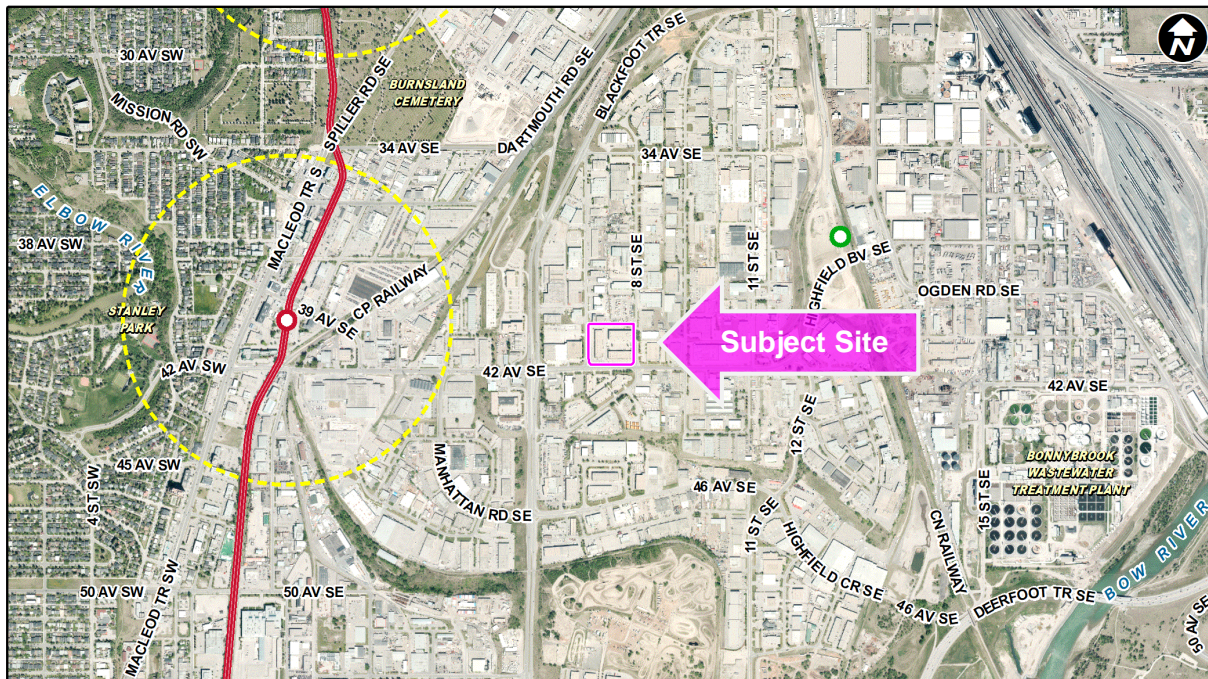 N
30 AV SW
MISSION RD SW
SPILLER RD SE
BURNSLAND
CEMETERY
DARTMOUTH RD SE
BLACKFOOT TR SE
34 AV SE
34 AV SE
ELBOW RIVER
38 AV SW
MACLEOD TR S
8 ST SE
11 ST SE
HIGHFIELD BV SE
CP RAILWAY
OGDEN RD SE
STANLEY
PARK
39 AV SE
Subject Site
42 AV SW
42 AV SE
42 AV SE
12 ST SE
45 AV SW
4 ST SW
MANHATTAN RD SE
46 AV SE
BONNYBROOK
WASTEWATER
TREATMENT PLANT
15 ST SE
11 ST SE
HIGHFIELD CR SE
CN RAILWAY
BOW RIVER
50 AV SW
50 AV SE
46 AV SE
DEERFOOT TR SE
MACLEOD TR SW
50 AV SE